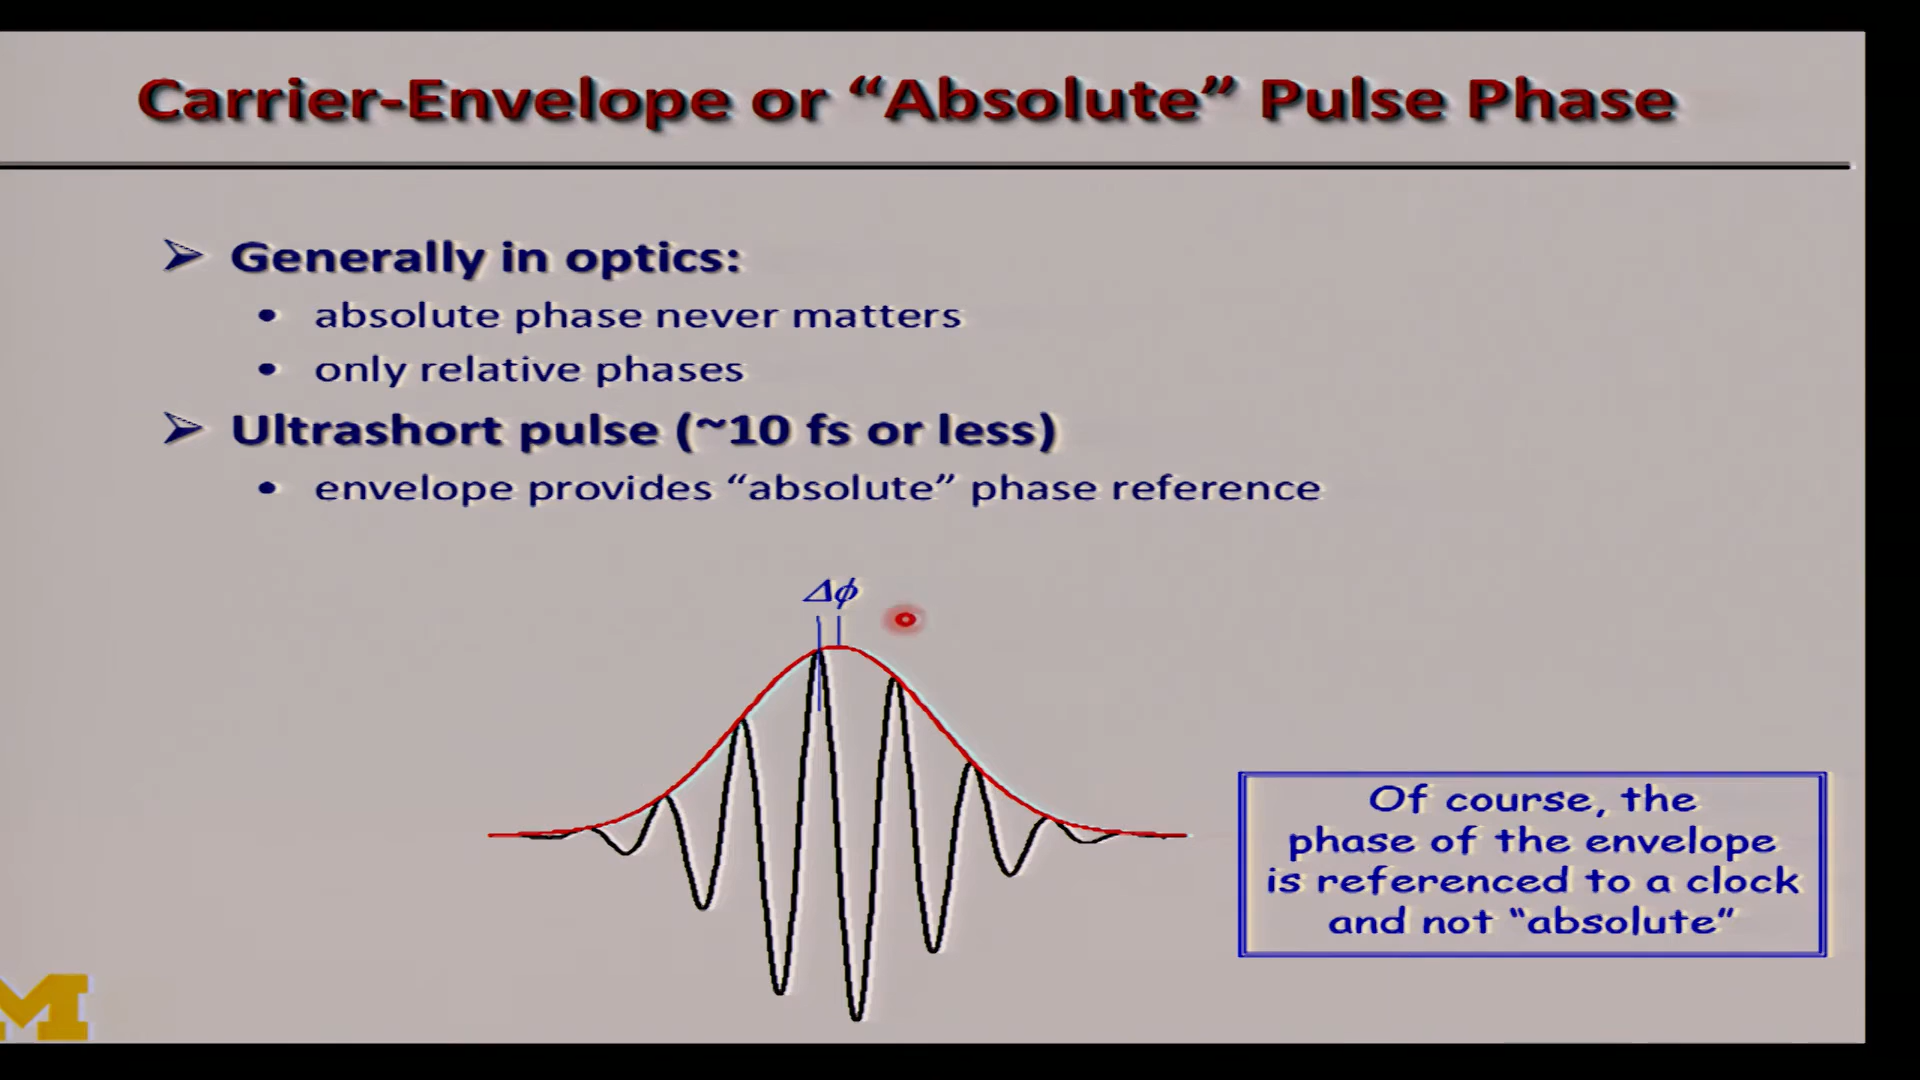 Carrier-Envelope or “Absolute” Pulse Phase
Generally in optics:
absolute phase never matters
only relative phases
Ultrashort pulse (~10 fs or less)
envelope provides “absolute” phase reference
Δϕ
Of course, the
phase of the envelope
is referenced to a clock
and not “absolute”
M